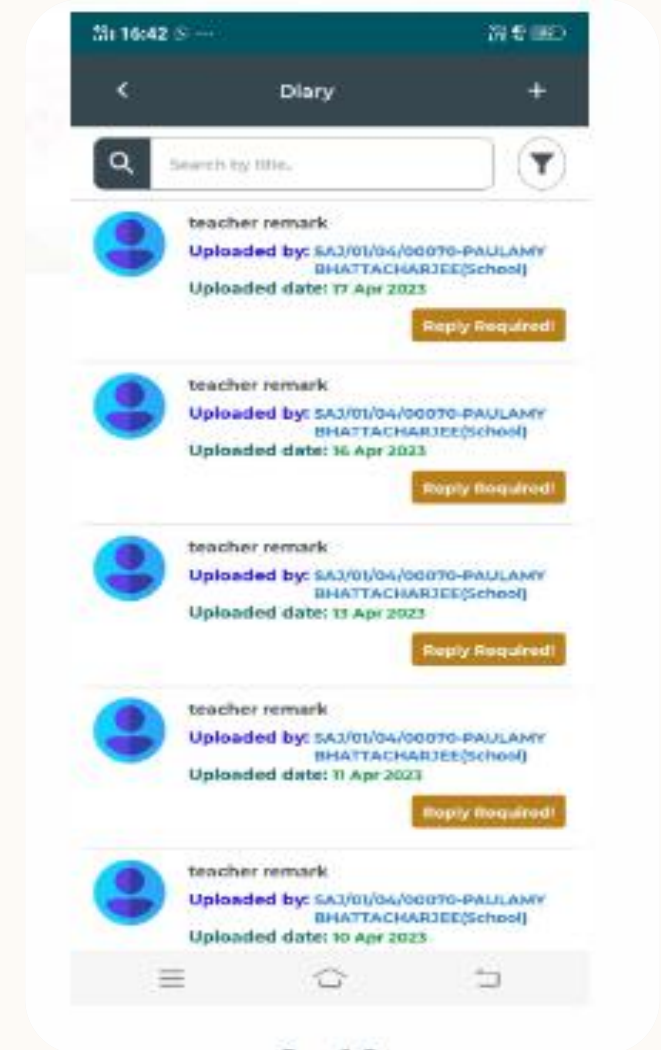 16:42
Diary
Search by title..
teacher remark
Uploaded by: SAJ/01/04/00070-PAULAMY
BHATTACHARJEE(School)
Uploaded date: 17 Apr 2023
Reply Required!
teacher remark
Uploaded by: SAJ/01/04/00070-PAULAMY
BHATTACHARJEE(School)
Uploaded date: 16 Apr 2023
Reply Required!
teacher remark
Uploaded by: SAJ/01/04/00070-PAULAMY
BHATTACHARJEE(School)
Uploaded date: 13 Apr 2023
Reply Required!
teacher remark
Uploaded by: SAJ/01/04/00070-PAULAMY
BHATTACHARJEE(School)
Uploaded date: 11 Apr 2023
Reply Required!
teacher remark
Uploaded by: SAJ/01/04/00070-PAULAMY
BHATTACHARJEE(School)
Uploaded date: 10 Apr 2023